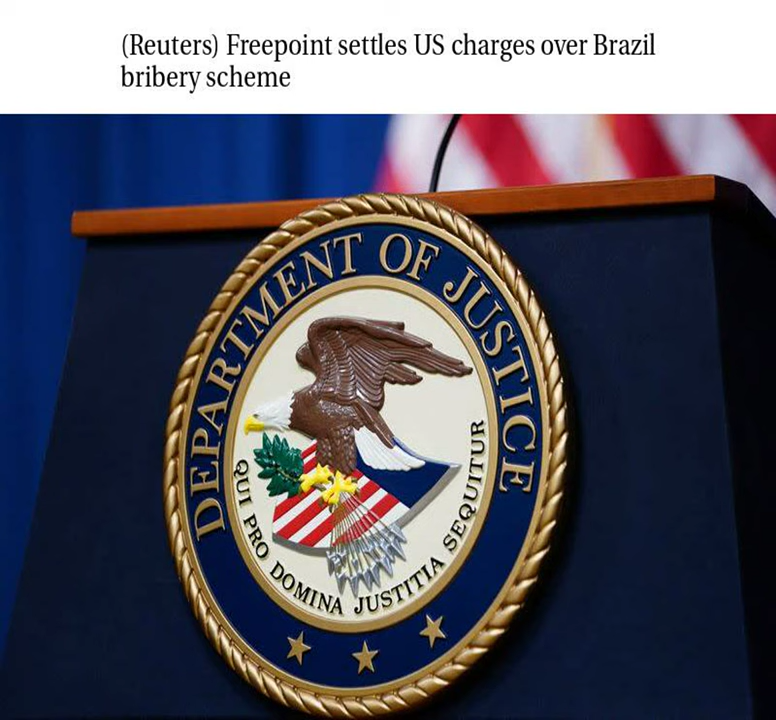 (Reuters) Freepoint settles US charges over Brazil
bribery scheme
DEPARTMENT OF JUSTICE
QUI PRO DOMINA JUSTITIA SEQUITUR